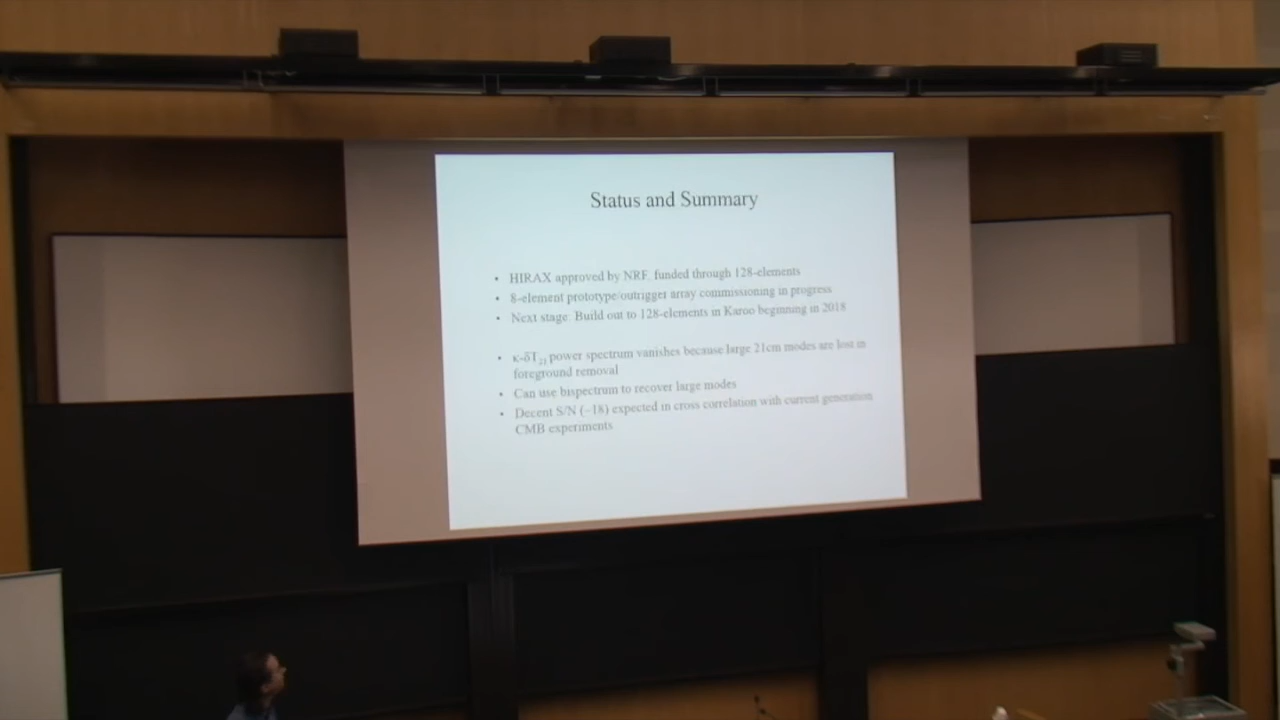 Status and Summary
• HIRAX approved by NRF, funded through 128-elements
• 8-element prototype/outrigger array commissioning in progress
• Next stage: Build out to 128-elements in Karoo beginning in 2018
• κ-δT₂₁ power spectrum vanishes because large 21cm modes are lost in
foreground removal
• Can use bispectrum to recover large modes
• Decent S/N (~18) expected in cross correlation with current generation
CMB experiments